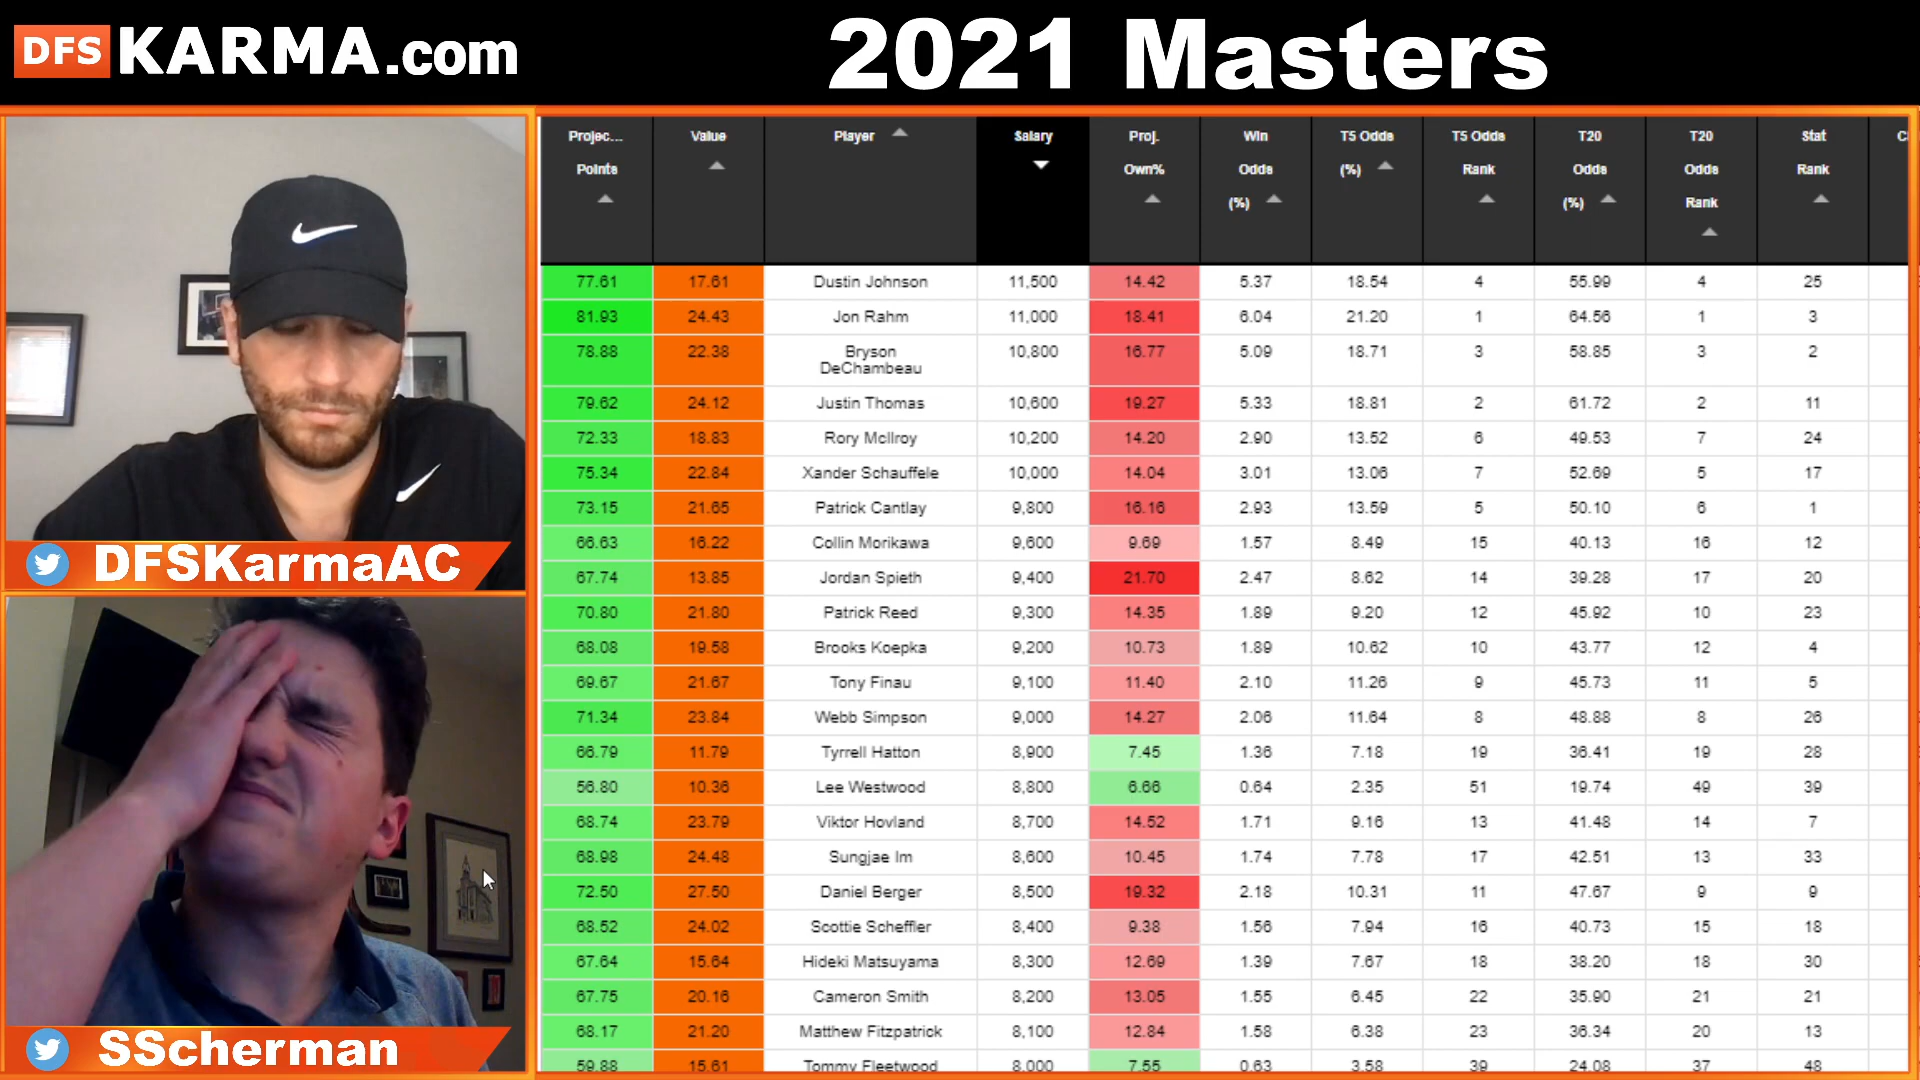 DFS KARMA.com
2021 Masters
Projec... Points Value Player Salary Proj. Own% Win Odds (%) T5 Odds (%) T5 Odds Rank T20 Odds (%) T20 Odds Rank Stat Rank
77.61 17.61 Dustin Johnson 11,500 14.42 5.37 18.54 4 55.99 4 25
81.93 24.43 Jon Rahm 11,000 18.41 6.04 21.20 1 64.56 1 3
78.88 22.38 Bryson DeChambeau 10,800 16.77 5.09 18.71 3 58.85 3 2
79.62 24.12 Justin Thomas 10,600 19.27 5.33 18.81 2 61.72 2 11
72.33 18.83 Rory McIlroy 10,200 14.20 2.90 13.52 6 49.53 7 24
75.34 22.84 Xander Schauffele 10,000 14.04 3.01 13.06 7 52.69 5 17
73.15 21.65 Patrick Cantlay 9,800 16.16 2.93 13.59 5 50.10 6 1
66.63 16.22 Collin Morikawa 9,600 9.69 1.57 8.49 15 40.13 16 12
67.74 13.85 Jordan Spieth 9,400 21.70 2.47 8.62 14 39.28 17 20
70.80 21.80 Patrick Reed 9,300 14.35 1.89 9.20 12 45.92 10 23
68.08 19.58 Brooks Koepka 9,200 10.73 1.89 10.62 10 43.77 12 4
69.67 21.67 Tony Finau 9,100 11.40 2.10 11.26 9 45.73 11 5
71.34 23.84 Webb Simpson 9,000 14.27 2.06 11.64 8 48.88 8 26
66.79 11.79 Tyrrell Hatton 8,900 7.45 1.36 7.18 19 36.41 19 28
56.80 10.36 Lee Westwood 8,800 6.66 0.64 2.35 51 19.74 49 39
68.74 23.79 Viktor Hovland 8,700 14.52 1.71 9.16 13 41.48 14 7
68.98 24.48 Sungjae Im 8,600 10.45 1.74 7.78 17 42.51 13 33
72.50 27.50 Daniel Berger 8,500 19.32 2.18 10.31 11 47.67 9 9
68.52 24.02 Scottie Scheffler 8,400 9.38 1.56 7.94 16 40.73 15 18
67.64 15.64 Hideki Matsuyama 8,300 12.69 1.39 7.67 18 38.20 18 30
67.75 20.16 Cameron Smith 8,200 13.05 1.55 6.45 22 35.90 21 21
68.17 21.20 Matthew Fitzpatrick 8,100 12.84 1.58 6.38 23 36.34 20 13
59.88 15.61 Tommy Fleetwood 8,000 7.55 0.63 3.58 39 24.08 37 48
DFSKarmaAC
SScherman